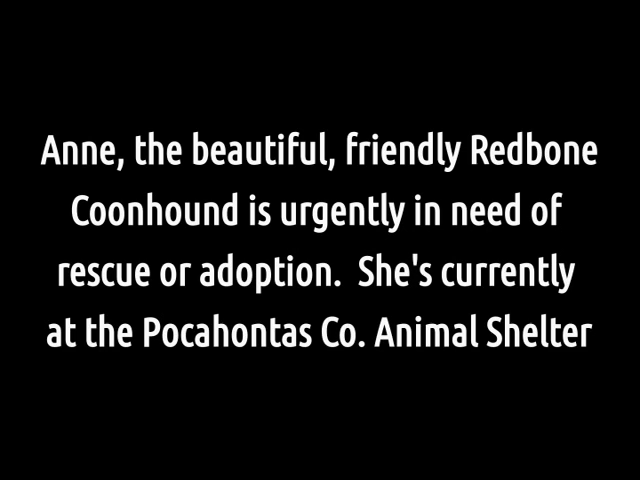 Anne, the beautiful, friendly Redbone
Coonhound is urgently in need of
rescue or adoption.  She's currently
at the Pocahontas Co. Animal Shelter